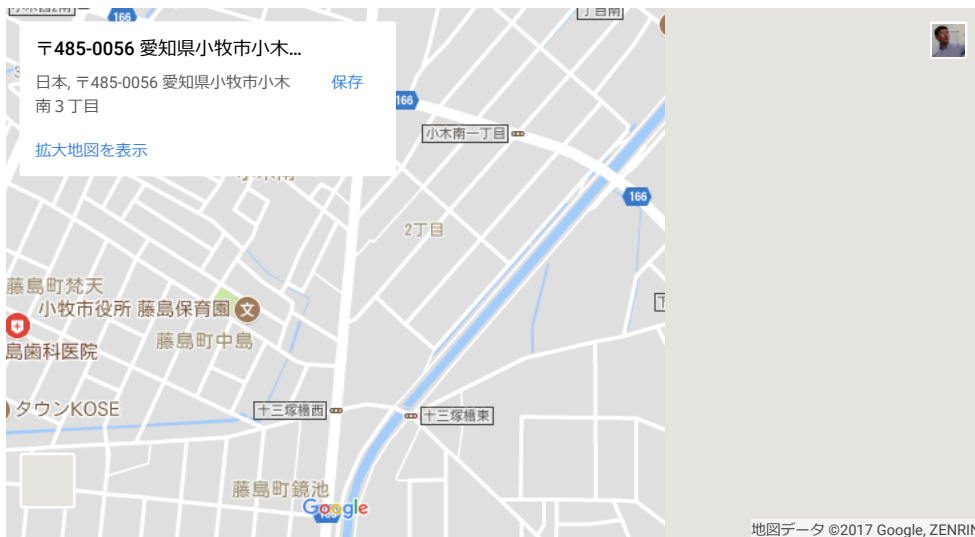 166
〒485-0056 愛知県小牧市小木...
日本, 〒485-0056 愛知県小牧市小木
南３丁目
保存
拡大地図を表示
166
小木南一丁目
166
2丁目
藤島町梵天
小牧市役所 藤島保育園
文
藤島町中島
島歯科医院
タウンKOSE
十三塚橋西
十三塚橋東
藤島町鏡池
Google
地図データ ©2017 Google, ZENRIN